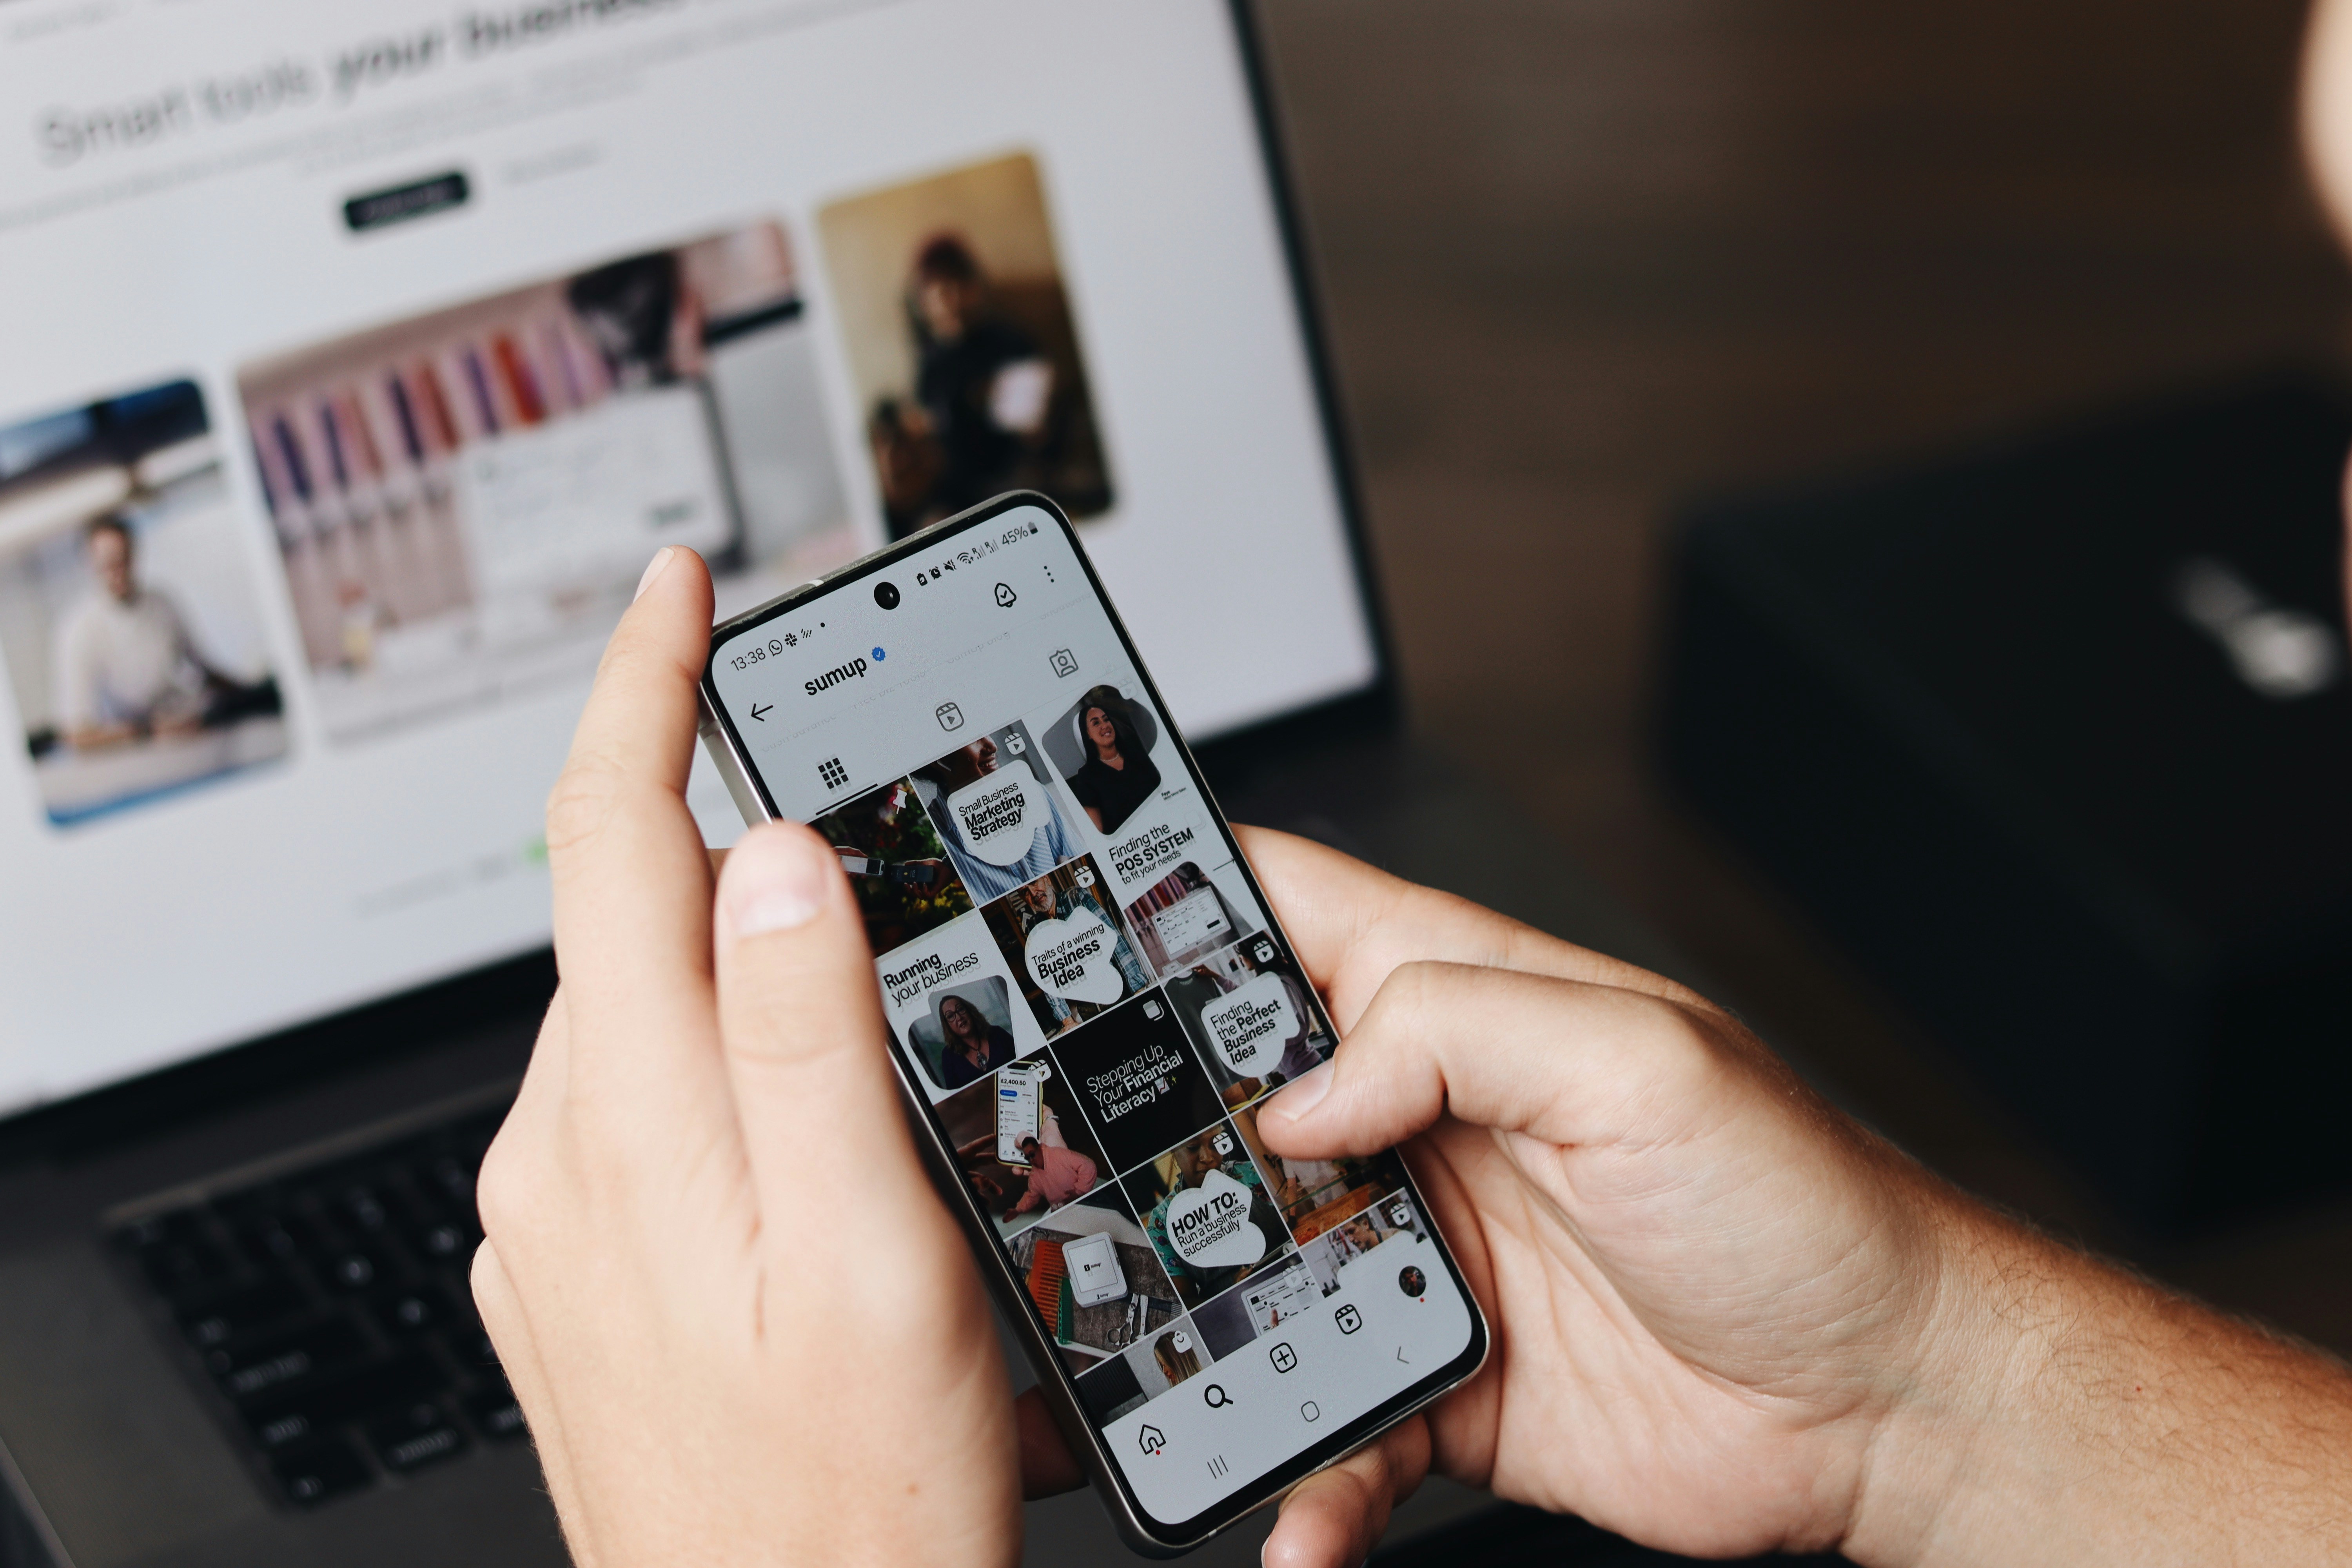 Smart tools your business
13:38
45%
sumup
Small Business
Marketing
Strategy
Finding the
POS SYSTEM
to fit your needs
Running
your business
Traits of a winning
Business
Idea
Finding
the Perfect
Business
Idea
£2,400.50
Stepping Up
Your Financial
Literacy
HOW TO:
Run a business
successfully